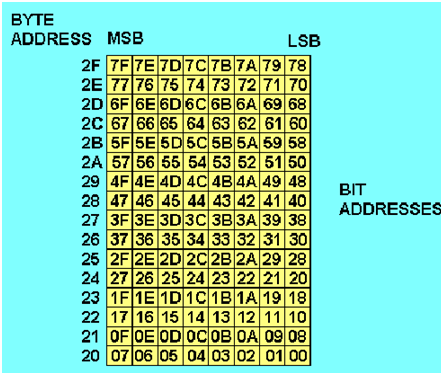 BYTE
ADDRESS MSB LSB
2F 7F 7E 7D 7C 7B 7A 79 78
2E 77 76 75 74 73 72 71 70
2D 6F 6E 6D 6C 6B 6A 69 68
2C 67 66 65 64 63 62 61 60
2B 5F 5E 5D 5C 5B 5A 59 58
2A 57 56 55 54 53 52 51 50
29 4F 4E 4D 4C 4B 4A 49 48
28 47 46 45 44 43 42 41 40
27 3F 3E 3D 3C 3B 3A 39 38
26 37 36 35 34 33 32 31 30
25 2F 2E 2D 2C 2B 2A 29 28
24 27 26 25 24 23 22 21 20
23 1F 1E 1D 1C 1B 1A 19 18
22 17 16 15 14 13 12 11 10
21 0F 0E 0D 0C 0B 0A 09 08
20 07 06 05 04 03 02 01 00
BIT
ADDRESSES